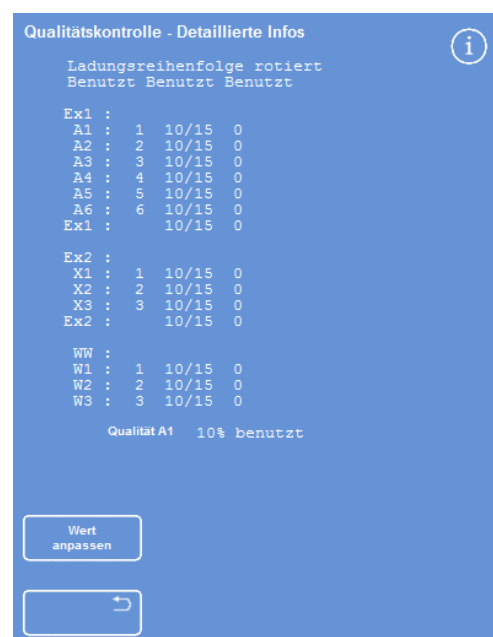 Qualitätskontrolle - Detaillierte Infos
i
Ladungsreihenfolge rotiert
Benutzt Benutzt Benutzt
Ex1 :
A1 : 1 10/15 0
A2 : 2 10/15 0
A3 : 3 10/15 0
A4 : 4 10/15 0
A5 : 5 10/15 0
A6 : 6 10/15 0
Ex1 : 10/15 0
Ex2 :
X1 : 1 10/15 0
X2 : 2 10/15 0
X3 : 3 10/15 0
Ex2 : 10/15 0
WW :
W1 : 1 10/15 0
W2 : 2 10/15 0
W3 : 3 10/15 0
Qualität A1 10% benutzt
Wert
anpassen